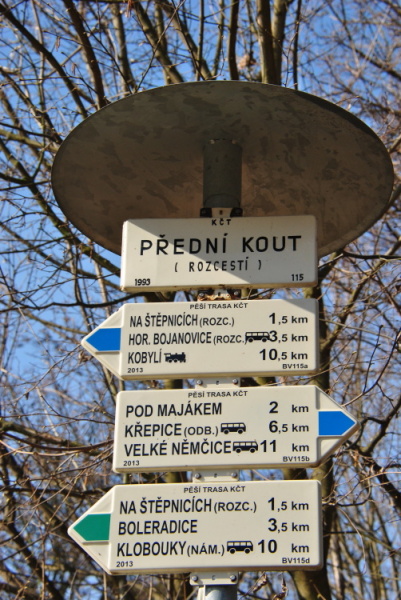 KČT
PŘEDNÍ KOUT
( ROZCESTÍ )
1993 115
PĚŠÍ TRASA KČT
NA ŠTĚPNICÍCH (ROZC.) 1,5 km
HOR. BOJANOVICE (ROZC.) 3,5 km
KOBYLÍ 10,5 km
2013 BV115a
PĚŠÍ TRASA KČT
POD MAJÁKEM 2 km
KŘEPICE (ODB.) 6,5 km
VELKÉ NĚMČICE 11 km
2013 BV115b
PĚŠÍ TRASA KČT
NA ŠTĚPNICÍCH (ROZC.) 1,5 km
BOLERADICE 3,5 km
KLOBOUKY (NÁM.) 10 km
2013 BV115d